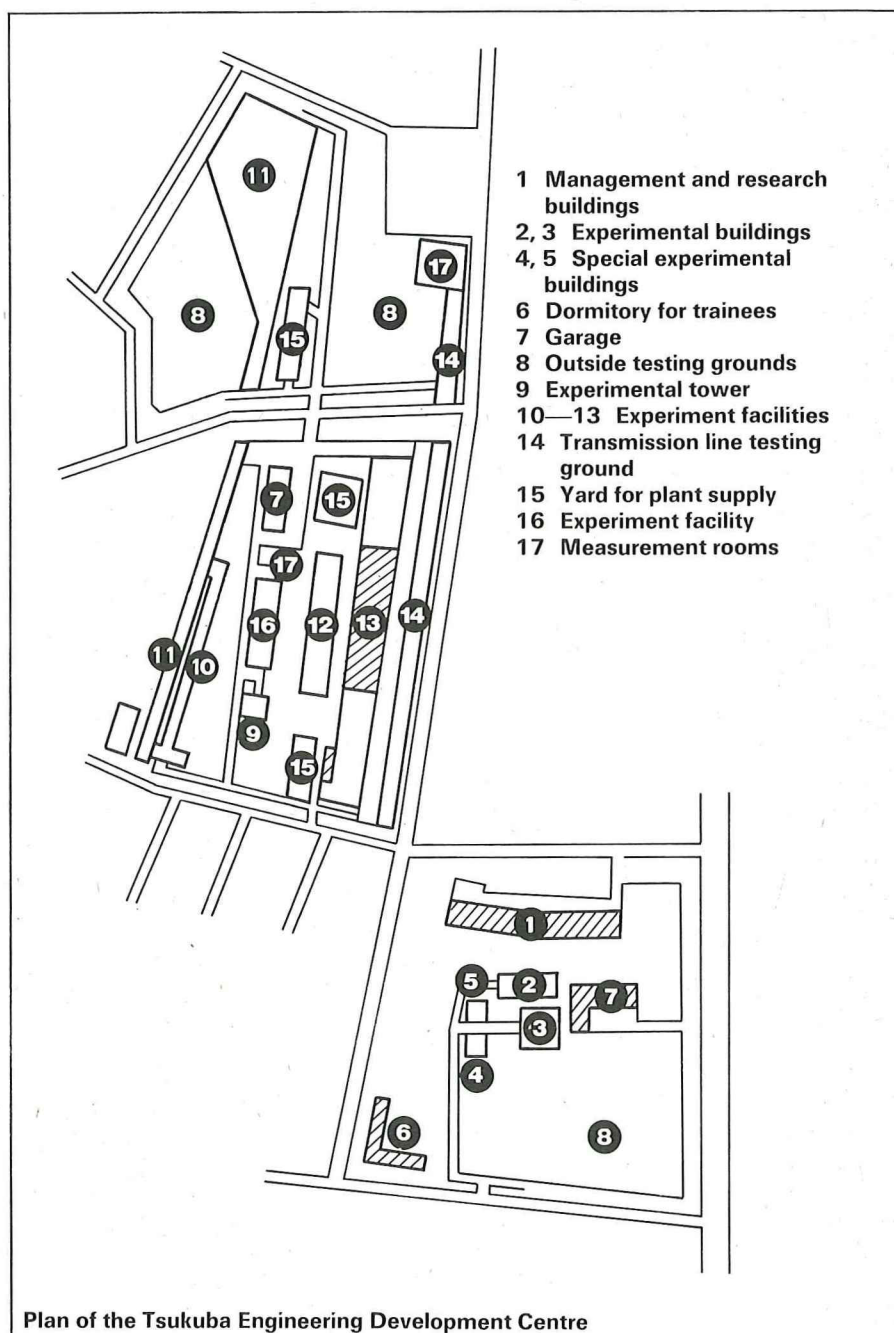 1 Management and research
buildings
2, 3 Experimental buildings
4, 5 Special experimental
buildings
6 Dormitory for trainees
7 Garage
8 Outside testing grounds
9 Experimental tower
10—13 Experiment facilities
14 Transmission line testing
ground
15 Yard for plant supply
16 Experiment facility
17 Measurement rooms
11
17
8
8
15
14
7
15
17
16
12
13
14
11
10
9
15
1
5
2
7
3
4
6
8
Plan of the Tsukuba Engineering Development Centre